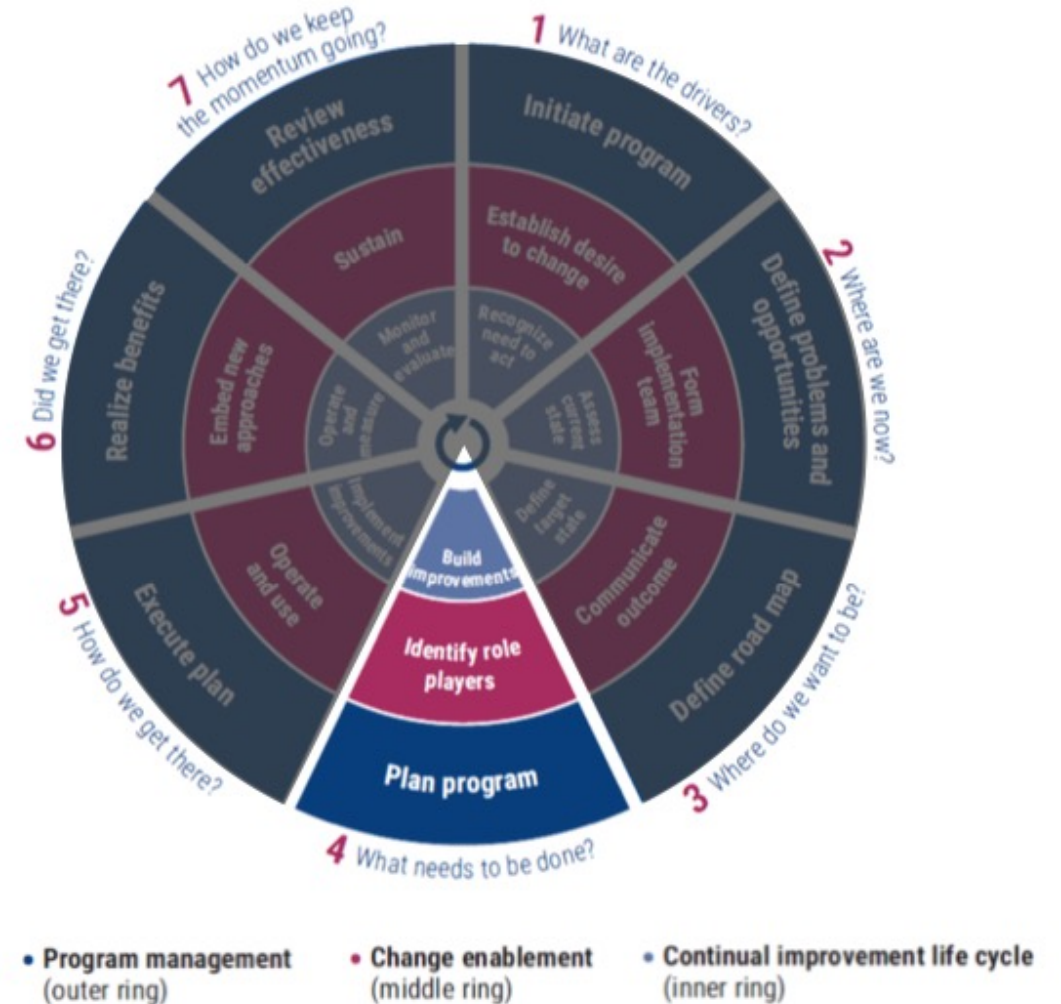 1 What are the drivers?
Initiate program
Establish desire
to change
Recognize
need to
act
2 Where are we now?
Define problems and
opportunities
Form
implementation
team
Assess
current
state
3 Where do we want to be?
Define road map
Communicate
outcome
Define
target
state
4 What needs to be done?
Plan program
Identify role
players
Build
improvements
5 How do we get there?
Execute plan
Operate
and use
Implement
improvements
6 Did we get there?
Realize benefits
Embed new
approaches
Operate
and
measure
7 How do we keep
the momentum going?
Review
effectiveness
Sustain
Monitor
and
evaluate
• Program management
(outer ring)
• Change enablement
(middle ring)
• Continual improvement life cycle
(inner ring)